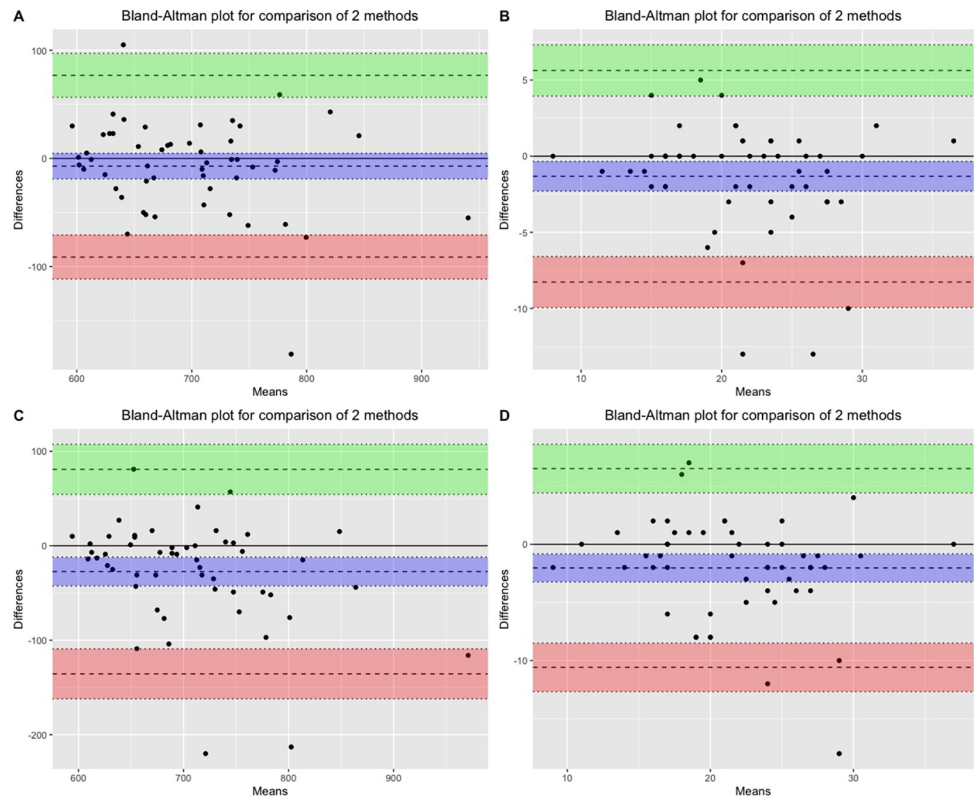 A
Bland-Altman plot for comparison of 2 methods
Differences
100
0
-100
600
700
800
900
Means
B
Bland-Altman plot for comparison of 2 methods
Differences
5
0
-5
-10
10
20
30
Means
C
Bland-Altman plot for comparison of 2 methods
Differences
100
0
-100
-200
600
700
800
900
Means
D
Bland-Altman plot for comparison of 2 methods
Differences
0
-10
10
20
30
Means